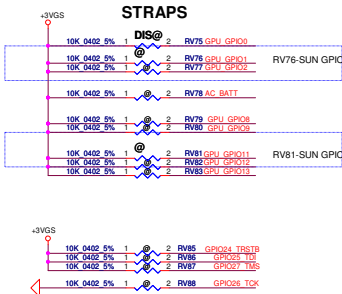 STRAPS
+3VGS
DIS@
10K_0402_5% 1 2 RV75 GPU_GPIO0
@
10K_0402_5% 1 2 RV76 GPU_GPIO1 RV76-SUN GPIO
10K_0402_5% 1 @ 2 RV77 GPU_GPIO2
10K_0402_5% 1 @ 2 RV78 AC_BATT
10K_0402_5% 1 @ 2 RV79 GPU_GPIO8
10K_0402_5% 1 @ 2 RV80 GPU_GPIO9
@
10K_0402_5% 1 2 RV81 GPU_GPIO11 RV81-SUN GPIO
10K_0402_5% 1 @ 2 RV82 GPU_GPIO12
10K_0402_5% 1 @ 2 RV83 GPU_GPIO13
+3VGS
10K_0402_5% 1 @ 2 RV85 GPIO24_TRSTB
10K_0402_5% 1 @ 2 RV86 GPIO25_TDI
10K_0402_5% 1 @ 2 RV87 GPIO27_TMS
10K_0402_5% 1 @ 2 RV88 GPIO26_TCK